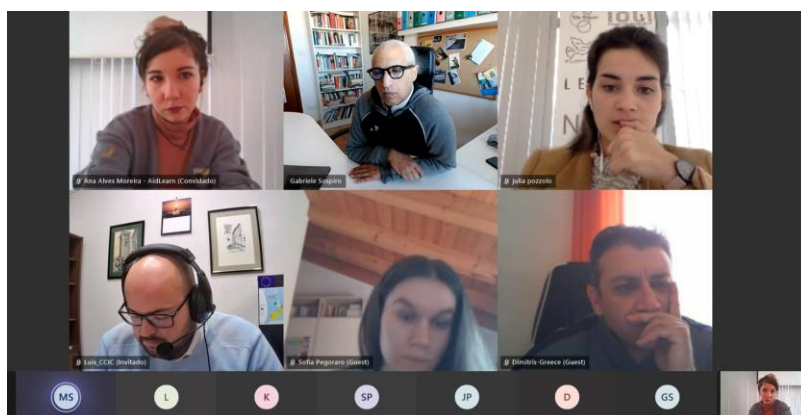 IOGI
L E
N
Ana Alves Moreira - AidLearn (Convidado)
Gabriele Sospiro
julia pozzolo
Luis_CCIC (Invitado)
Sofia Pegoraro (Guest)
Dimitris-Greece (Guest)
MS
L
K
SP
JP
D
GS